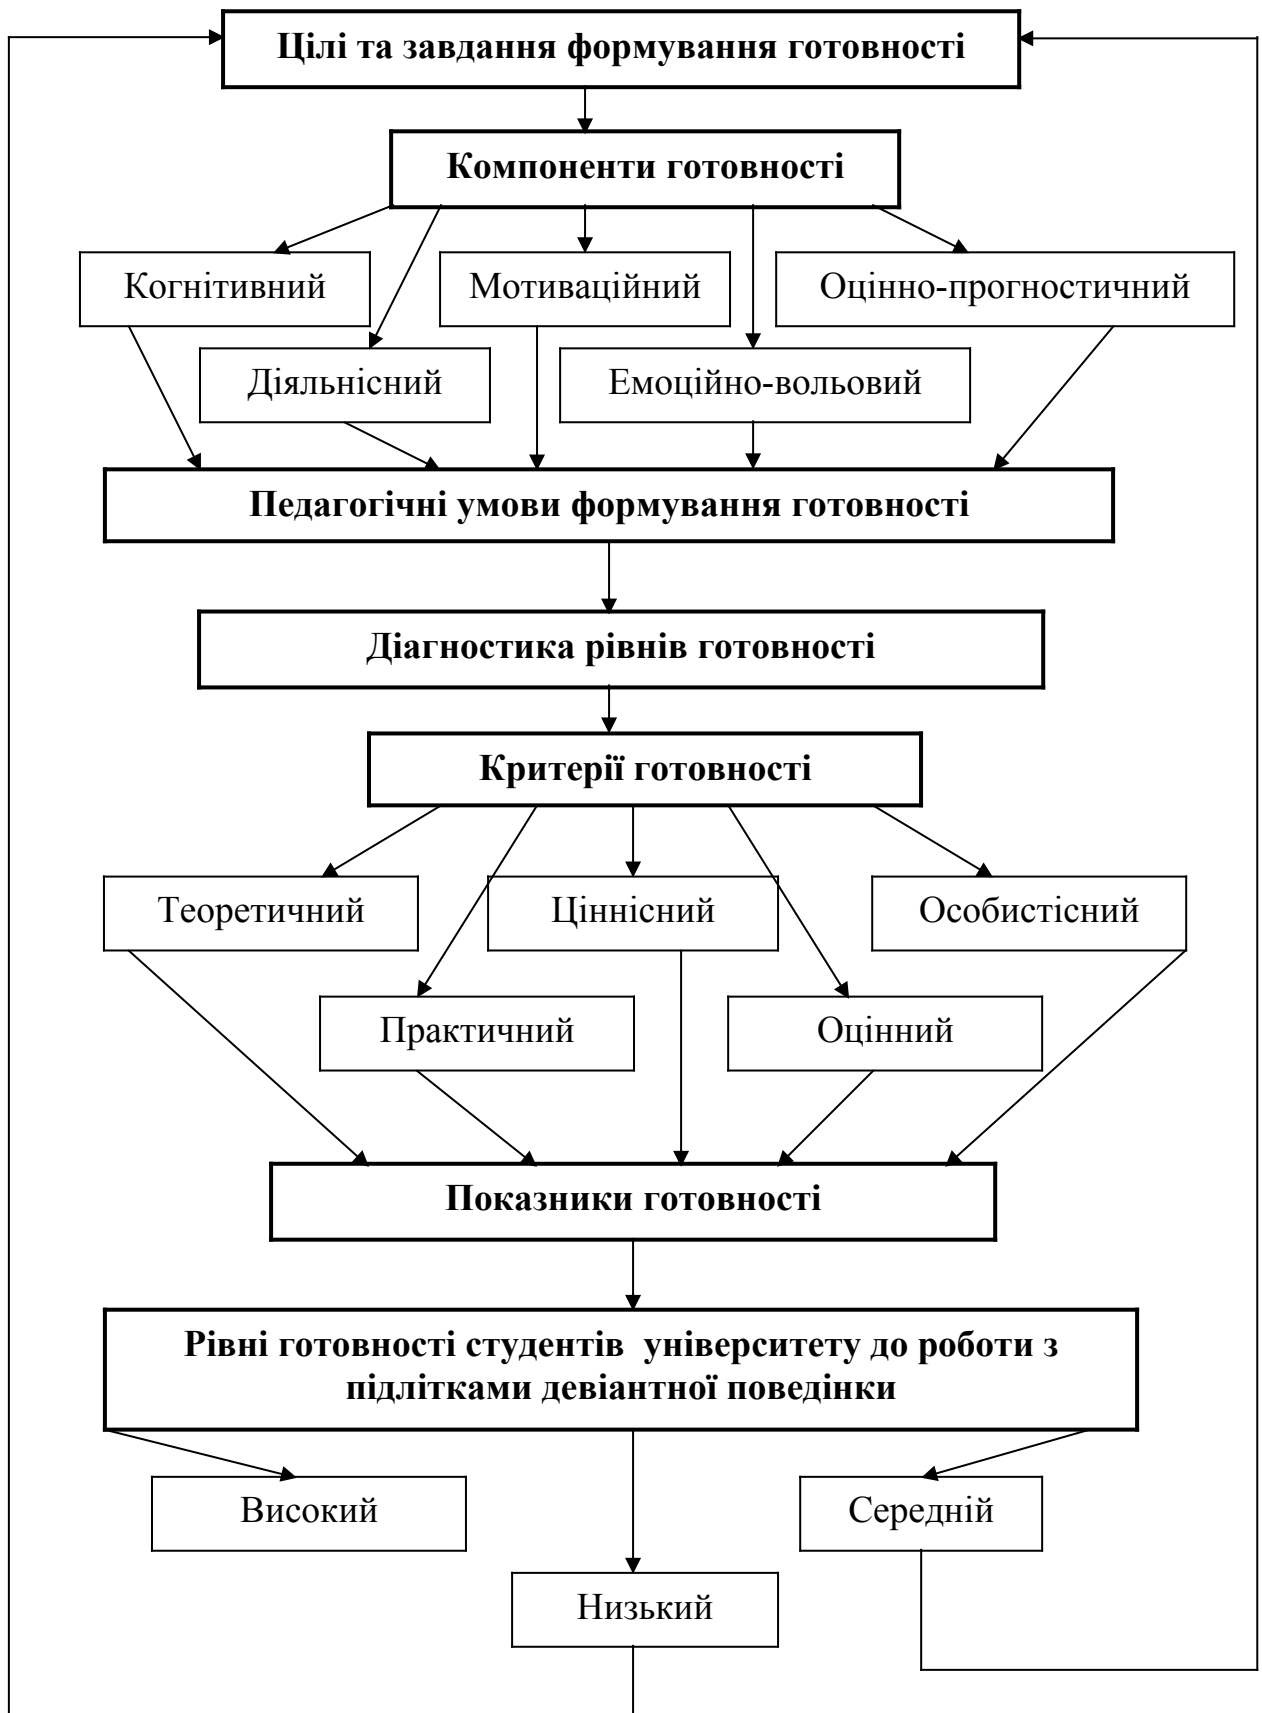 Цілі та завдання формування готовності
Компоненти готовності
Когнітивний
Мотиваційний
Оцінно-прогностичний
Діяльнісний
Емоційно-вольовий
Педагогічні умови формування готовності
Діагностика рівнів готовності
Критерії готовності
Теоретичний
Ціннісний
Особистісний
Практичний
Оцінний
Показники готовності
Рівні готовності студентів  університету до роботи з
підлітками девіантної поведінки
Високий
Середній
Низький